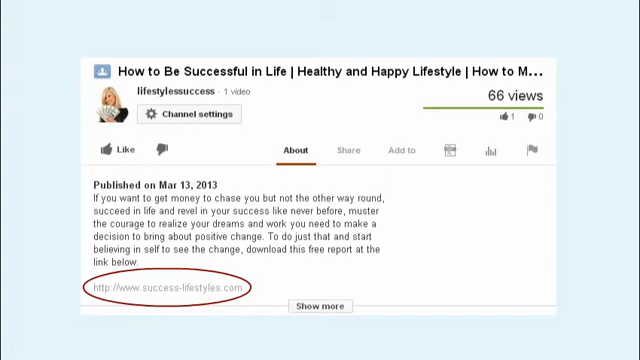 How to Be Successful in Life | Healthy and Happy Lifestyle | How to M...
lifestylessuccess · 1 video
Channel settings
66 views
1 0
Like
About Share Add to
Published on Mar 13, 2013
If you want to get money to chase you but not the other way round,
succeed in life and revel in your success like never before, muster
the courage to realize your dreams and work you need to make a
decision to bring about positive change. To do just that and start
believing in self to see the change, download this free report at the
link below.
http://www.success-lifestyles.com
Show more